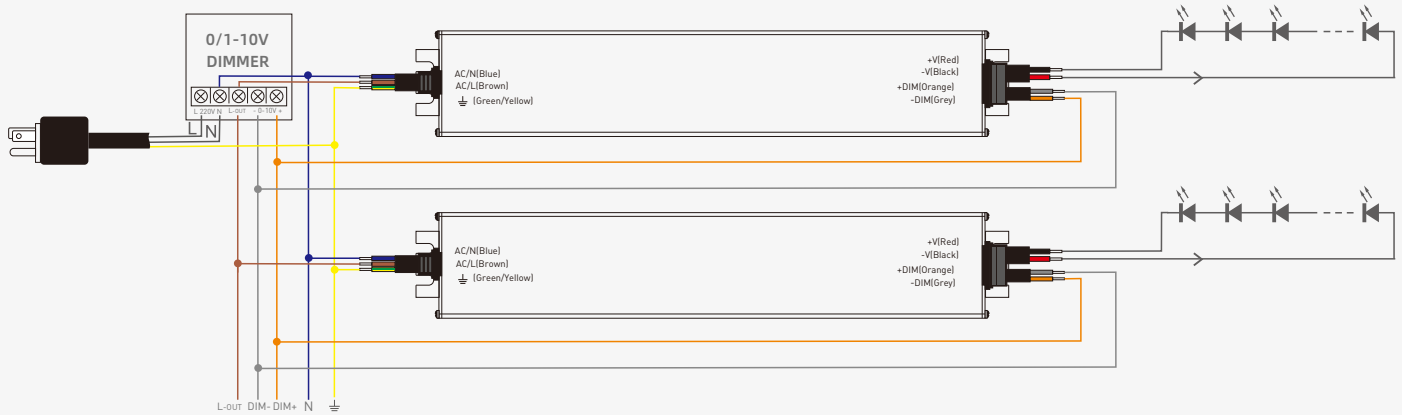 0/1-10V
DIMMER
L 220V N L-OUT - 0-10V +
L N
AC/N(Blue)
AC/L(Brown)
(Green/Yellow)
+V(Red)
-V(Black)
+DIM(Orange)
-DIM(Grey)
AC/N(Blue)
AC/L(Brown)
(Green/Yellow)
+V(Red)
-V(Black)
+DIM(Orange)
-DIM(Grey)
L-OUT DIM- DIM+ N